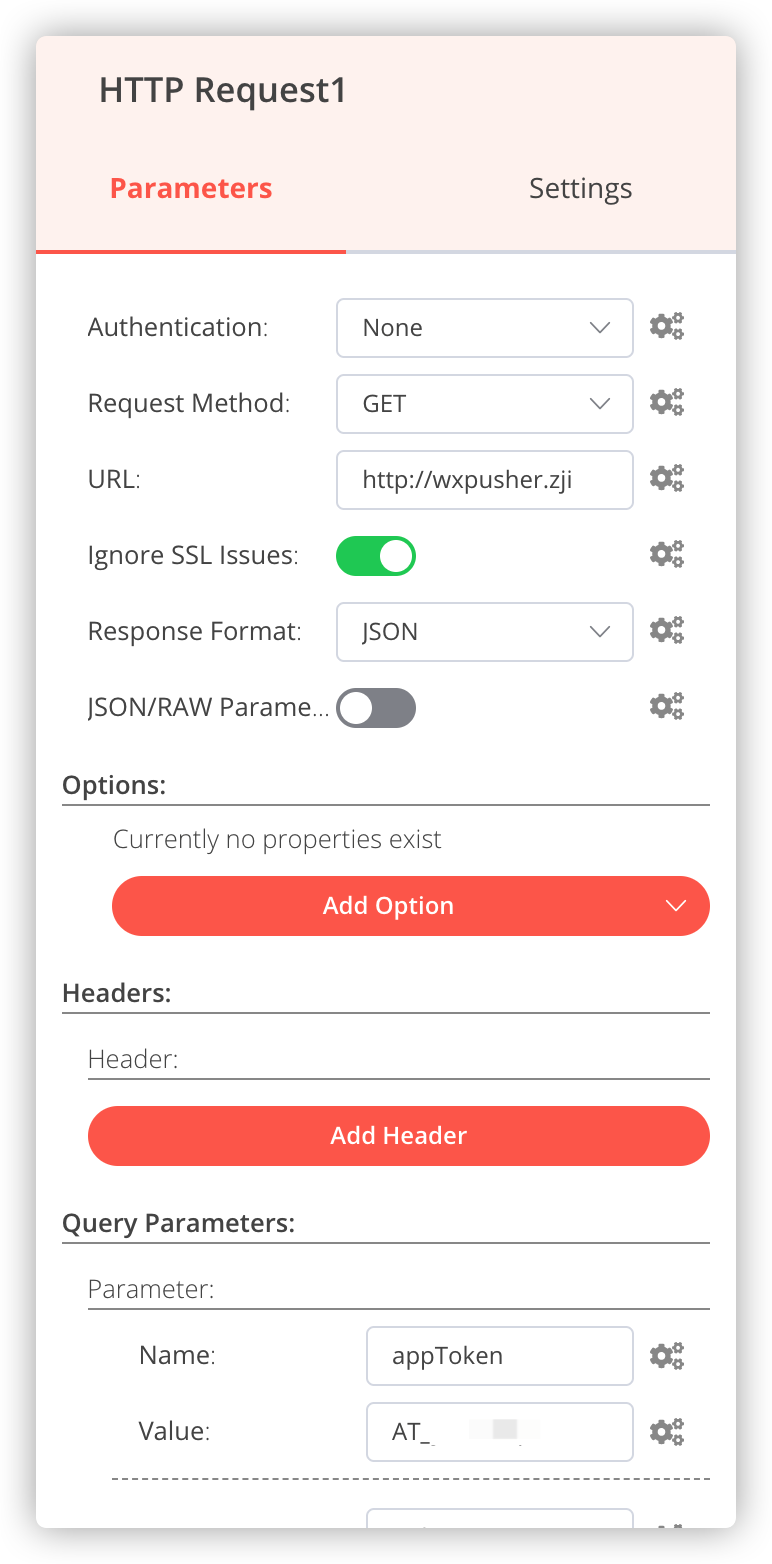 HTTP Request1
Parameters Settings
Authentication: None
Request Method: GET
URL: http://wxpusher.zji
Ignore SSL Issues:
Response Format: JSON
JSON/RAW Parame...
Options:
Currently no properties exist
Add Option
Headers:
Header:
Add Header
Query Parameters:
Parameter:
Name: appToken
Value: AT_